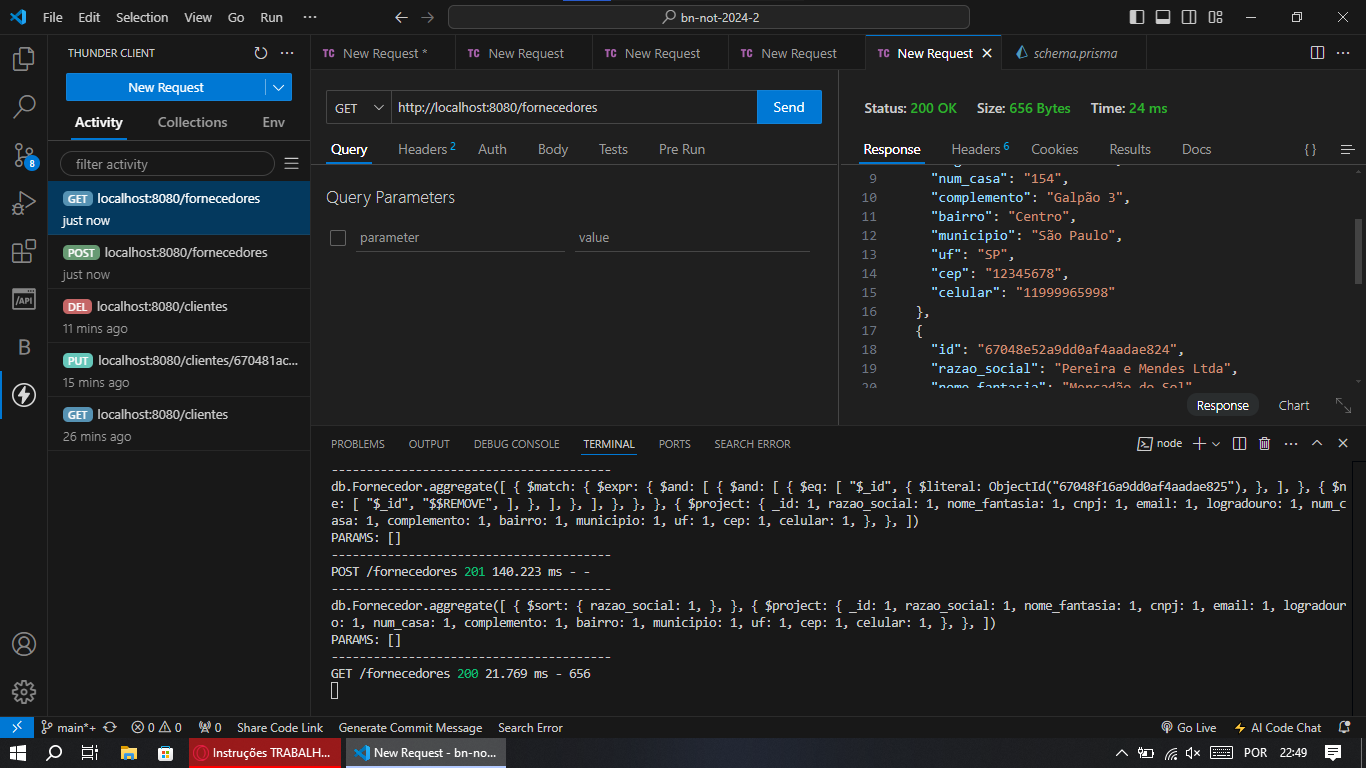 File Edit Selection View Go Run ··· bn-not-2024-2
THUNDER CLIENT
New Request
Activity Collections Env
filter activity
GET localhost:8080/fornecedores
just now
POST localhost:8080/fornecedores
just now
DEL localhost:8080/clientes
11 mins ago
PUT localhost:8080/clientes/670481ac...
15 mins ago
GET localhost:8080/clientes
26 mins ago
8
/API
B
TC New Request * TC New Request TC New Request TC New Request TC New Request schema.prisma
GET http://localhost:8080/fornecedores Send
Query Headers 2 Auth Body Tests Pre Run
Query Parameters
parameter value
Status: 200 OK Size: 656 Bytes Time: 24 ms
Response Headers 6 Cookies Results Docs {}
9 "num_casa": "154",
10 "complemento": "Galpão 3",
11 "bairro": "Centro",
12 "municipio": "São Paulo",
13 "uf": "SP",
14 "cep": "12345678",
15 "celular": "11999965998"
16 },
17 {
18 "id": "67048e52a9dd0af4aadae824",
19 "razao_social": "Pereira e Mendes Ltda",
20 "nome_fantasia": "Mercadão do Sol"
Response Chart
PROBLEMS OUTPUT DEBUG CONSOLE TERMINAL PORTS SEARCH ERROR node
----------------------------------------
db.Fornecedor.aggregate([ { $match: { $expr: { $and: [ { $and: [ { $eq: [ "$_id", { $literal: ObjectId("67048f16a9dd0af4aadae825"), }, ], }, { $n
e: [ "$_id", "$$REMOVE", ], }, ], }, ], }, }, }, { $project: { _id: 1, razao_social: 1, nome_fantasia: 1, cnpj: 1, email: 1, logradouro: 1, num_c
asa: 1, complemento: 1, bairro: 1, municipio: 1, uf: 1, cep: 1, celular: 1, }, }, ])
PARAMS: []
----------------------------------------
POST /fornecedores 201 140.223 ms - -
----------------------------------------
db.Fornecedor.aggregate([ { $sort: { razao_social: 1, }, }, { $project: { _id: 1, razao_social: 1, nome_fantasia: 1, cnpj: 1, email: 1, logradour
o: 1, num_casa: 1, complemento: 1, bairro: 1, municipio: 1, uf: 1, cep: 1, celular: 1, }, }, ])
PARAMS: []
----------------------------------------
GET /fornecedores 200 21.769 ms - 656
main*+ 0 0 0 Share Code Link Generate Commit Message Search Error Go Live AI Code Chat
Instruções TRABALH... New Request - bn-no... POR 22:49